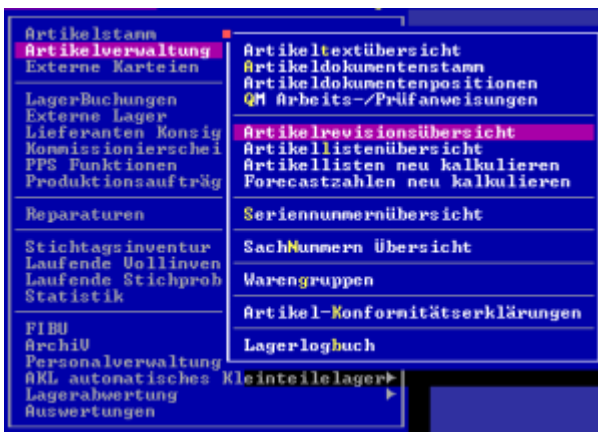 Artikelstamm
Artikelverwaltung
Externe Karteien
LagerBuchungen
Externe Lager
Lieferanten Konsig
Kommissionierschei
PPS Funktionen
Produktionsaufträg
Reparaturen
Stichtagsinventur
Laufende Vollinven
Laufende Stichprob
Statistik
FIBU
ArchiV
Personalverwaltung
AKL automatisches Kleinteilelager
Lagerabwertung
Auswertungen
Artikeltextübersicht
Artikeldokumentenstamm
Artikeldokumentenpositionen
QM Arbeits-/Prüfanweisungen
Artikelrevisionsübersicht
Artikellistenübersicht
Artikellisten neu kalkulieren
Forecastzahlen neu kalkulieren
Seriennummernübersicht
SachNummern Übersicht
Warengruppen
Artikel-Konformitätserklärungen
Lagerlogbuch